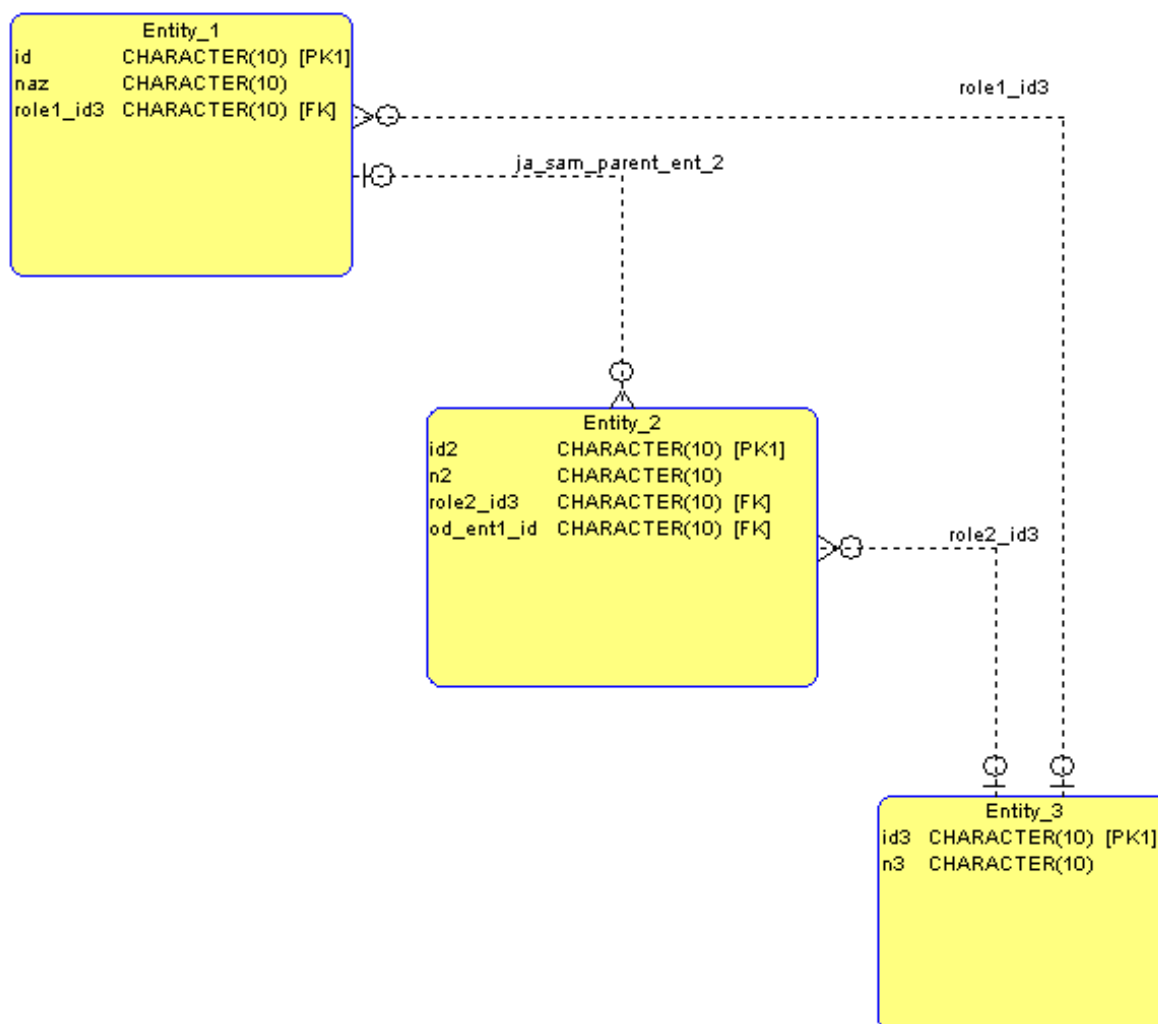 Entity_1
id CHARACTER(10) [PK1]
naz CHARACTER(10)
role1_id3 CHARACTER(10) [FK]
role1_id3
ja_sam_parent_ent_2
Entity_2
id2 CHARACTER(10) [PK1]
n2 CHARACTER(10)
role2_id3 CHARACTER(10) [FK]
od_ent1_id CHARACTER(10) [FK]
role2_id3
Entity_3
id3 CHARACTER(10) [PK1]
n3 CHARACTER(10)